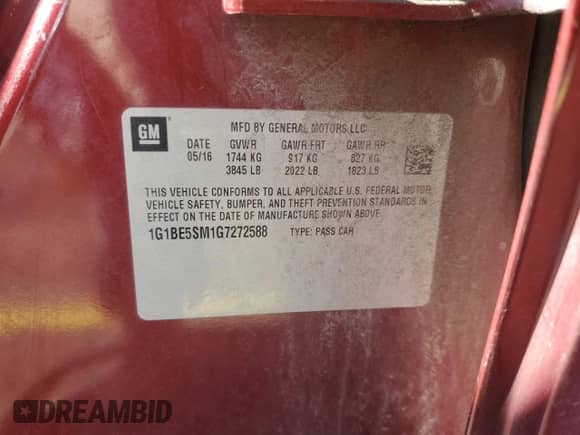 GM
MFD BY GENERAL MOTORS LLC
DATE GVWR GAWR FRT GAWR RR
05/16 1744 KG 917 KG 827 KG
3845 LB 2022 LB 1823 LB
THIS VEHICLE CONFORMS TO ALL APPLICABLE U.S. FEDERAL MOTOR
VEHICLE SAFETY, BUMPER, AND THEFT PREVENTION STANDARDS IN
EFFECT ON THE DATE OF MANUFACTURE SHOWN ABOVE.
1G1BE5SM1G7272588 TYPE: PASS CAR
DREAMBID